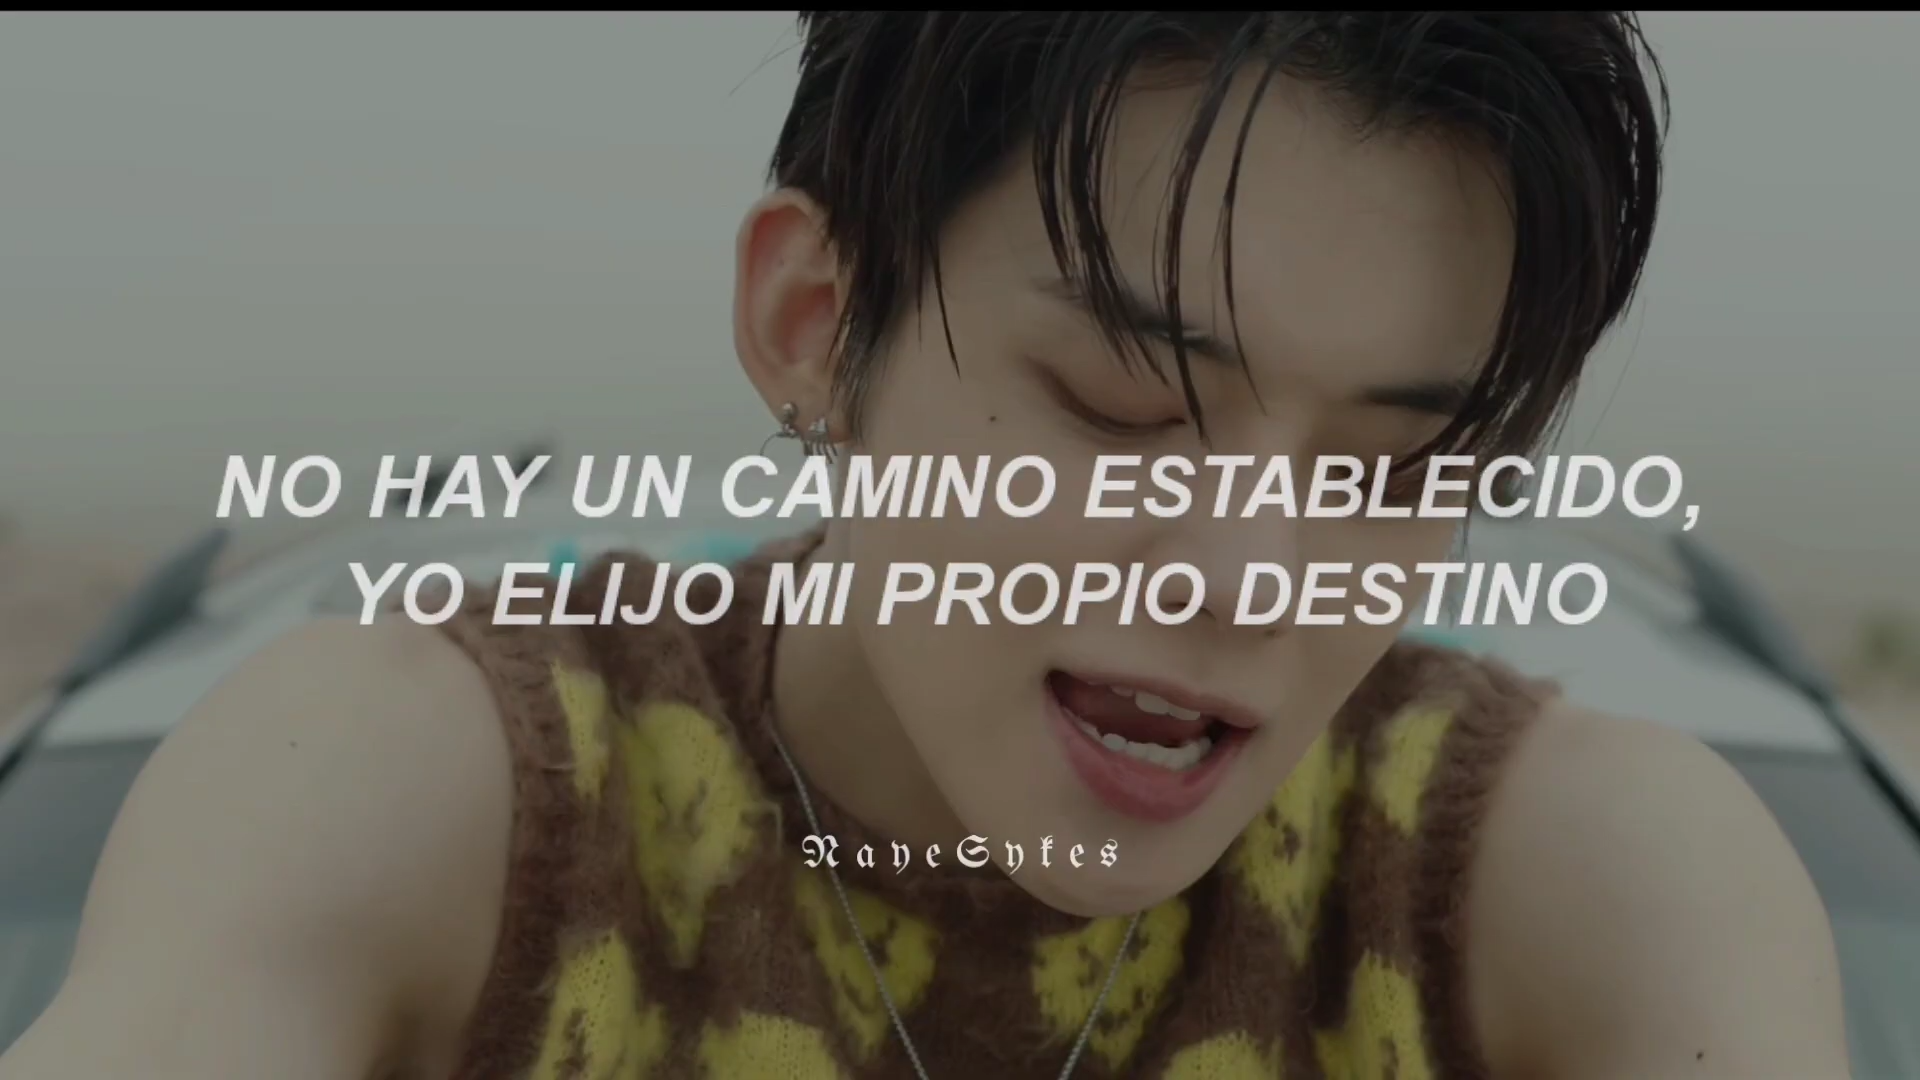 NO HAY UN CAMINO ESTABLECIDO,
YO ELIJO MI PROPIO DESTINO
NayeSykes